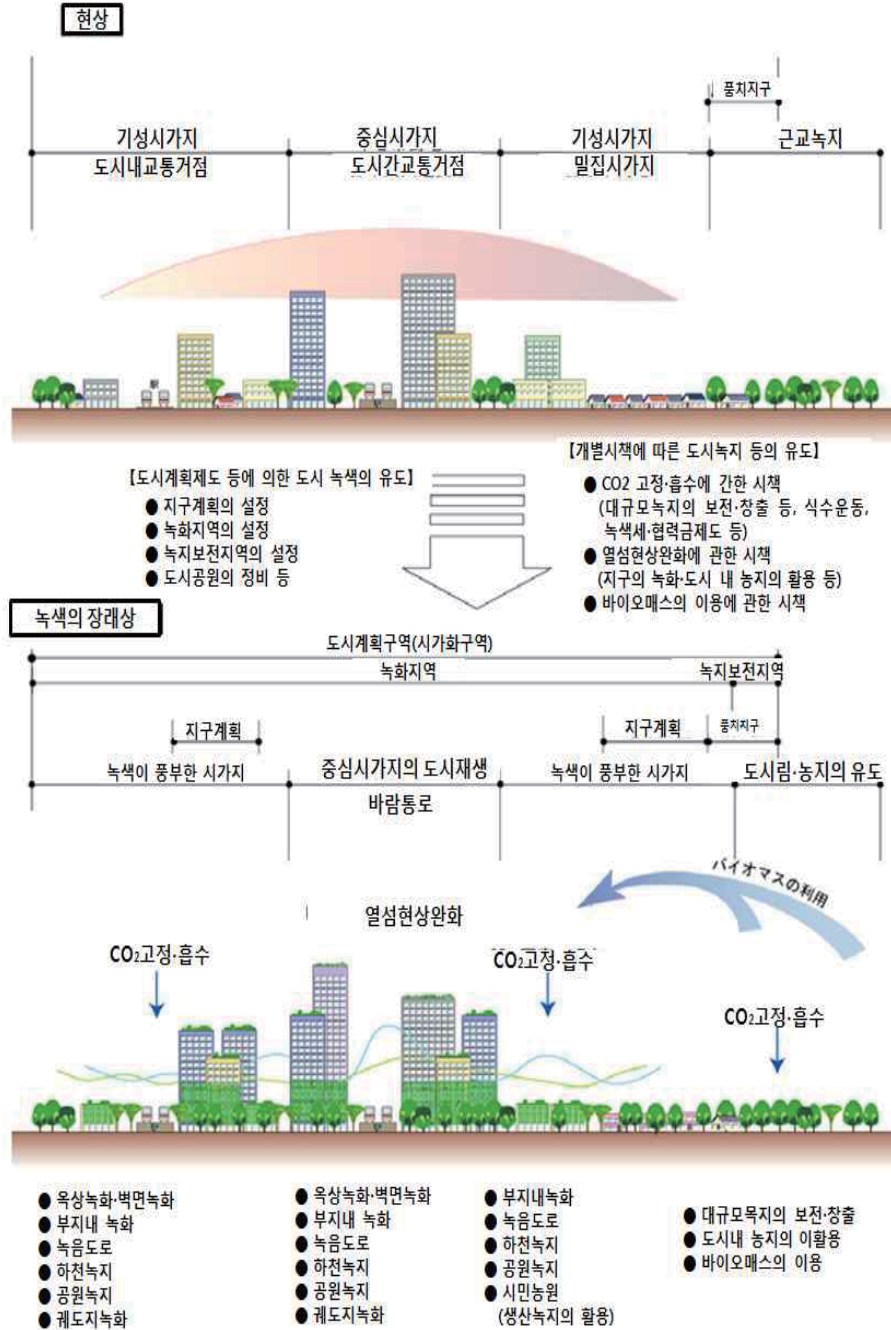 현상
풍치지구
기성시가지
중심시가지
기성시가지
근교녹지
도시내교통거점
도시간교통거점
밀집시가지
【도시계획제도 등에 의한 도시 녹색의 유도】
● 지구계획의 설정
● 녹화지역의 설정
● 녹지보전지역의 설정
● 도시공원의 정비 등
【개별시책에 따른 도시녹지 등의 유도】
● CO2 고정·흡수에 간한 시책
(대규모녹지의 보전·창출 등, 식수운동,
녹색세·협력금제도 등)
● 열섬현상완화에 관한 시책
(지구의 녹화·도시 내 농지의 활용 등)
● 바이오매스의 이용에 관한 시책
녹색의 장래상
도시계획구역(시가화구역)
녹화지역
녹지보전지역
지구계획
지구계획
풍치지구
녹색이 풍부한 시가지
중심시가지의 도시재생
녹색이 풍부한 시가지
도시림·농지의 유도
바람통로
バイオマスの利用
열섬현상완화
CO₂고정·흡수
CO₂고정·흡수
CO₂고정·흡수
● 옥상녹화·벽면녹화
● 부지내 녹화
● 녹음도로
● 하천녹지
● 공원녹지
● 궤도지녹화
● 옥상녹화·벽면녹화
● 부지내 녹화
● 녹음도로
● 하천녹지
● 공원녹지
● 궤도지녹화
● 부지내녹화
● 녹음도로
● 하천녹지
● 공원녹지
● 시민농원
(생산녹지의 활용)
● 대규모목지의 보전·창출
● 도시내 농지의 이활용
● 바이오매스의 이용